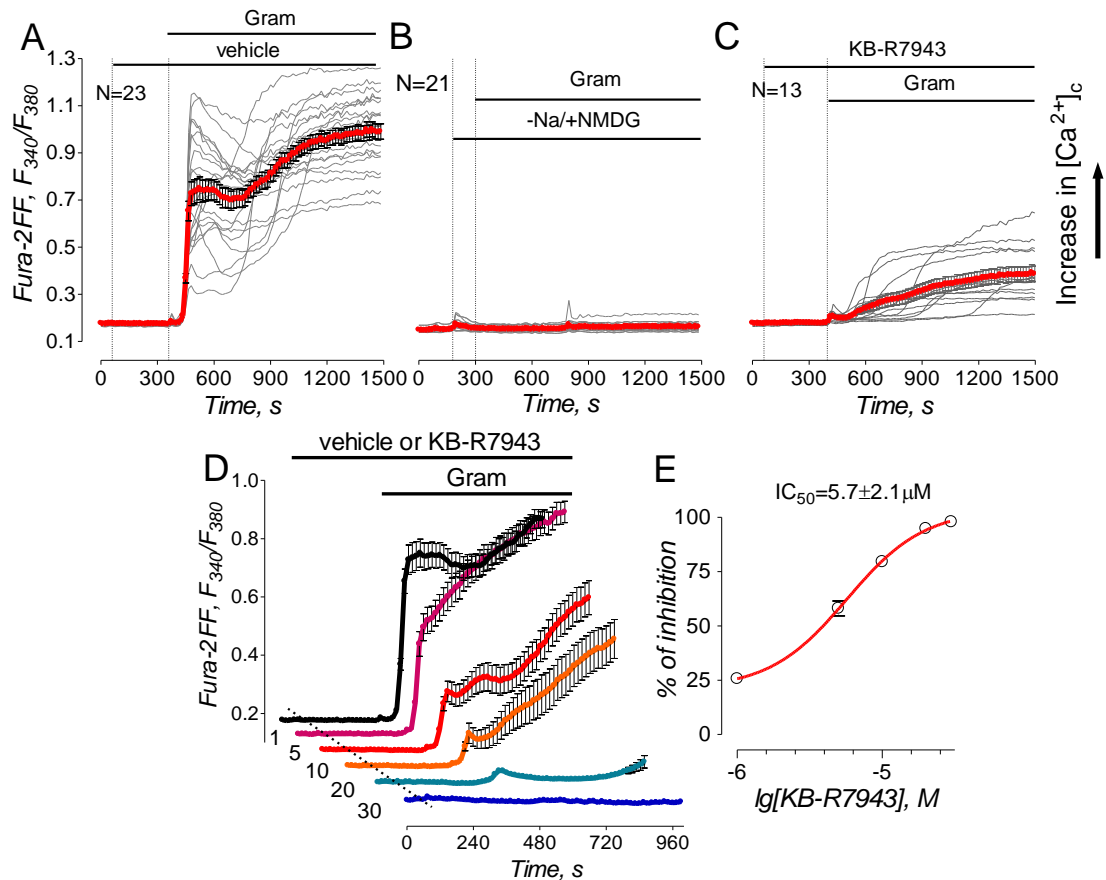 A
Gram
vehicle
N=23
Fura-2FF, F340/F380
1.3
1.1
0.9
0.7
0.5
0.3
0.1
0 300 600 900 1200 1500
Time, s
B
N=21
Gram
-Na/+NMDG
0 300 600 900 1200 1500
Time, s
C
KB-R7943
N=13
Gram
0 300 600 900 1200 1500
Time, s
Increase in [Ca2+]c
D
vehicle or KB-R7943
Gram
Fura-2FF, F340/F380
1.0
0.8
0.6
0.4
0.2
1
5
10
20
30
0 240 480 720 960
Time, s
E
IC50=5.7±2.1μM
% of inhibition
100
75
50
25
0
-6 -5
lg[KB-R7943], M